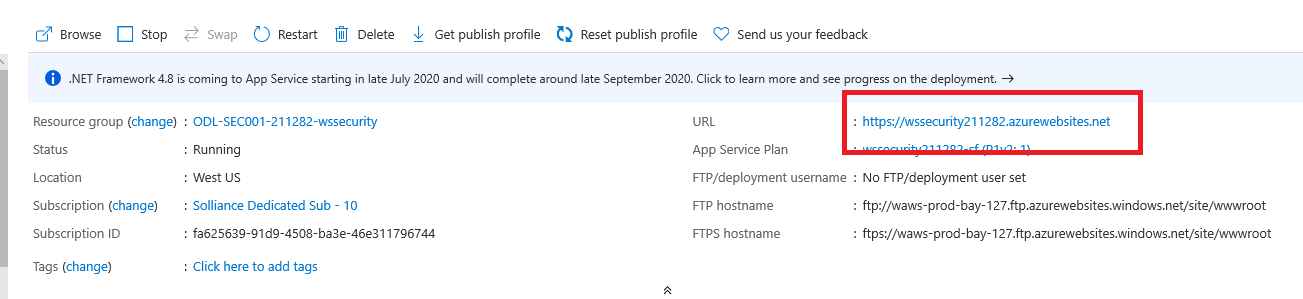 Browse Stop Swap Restart Delete Get publish profile Reset publish profile Send us your feedback
.NET Framework 4.8 is coming to App Service starting in late July 2020 and will complete around late September 2020. Click to learn more and see progress on the deployment. →
Resource group (change) : ODL-SEC001-211282-wssecurity
Status : Running
Location : West US
Subscription (change) : Solliance Dedicated Sub - 10
Subscription ID : fa625639-91d9-4508-ba3e-46e311796744
Tags (change) : Click here to add tags
URL : https://wssecurity211282.azurewebsites.net
App Service Plan : wssecurity211282-sf (P1v2: 1)
FTP/deployment username : No FTP/deployment user set
FTP hostname : ftp://waws-prod-bay-127.ftp.azurewebsites.windows.net/site/wwwroot
FTPS hostname : ftps://waws-prod-bay-127.ftp.azurewebsites.windows.net/site/wwwroot